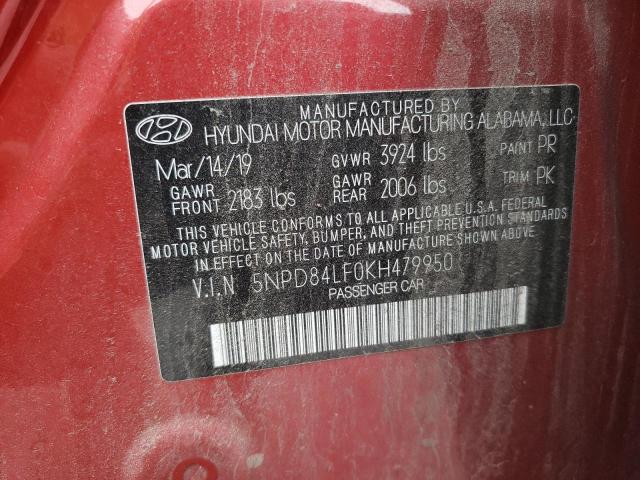 MANUFACTURED BY
HYUNDAI MOTOR MANUFACTURING ALABAMA, LLC
Mar/14/19 GVWR 3924 lbs PAINT PR
GAWR FRONT 2183 lbs GAWR REAR 2006 lbs TRIM PK
THIS VEHICLE CONFORMS TO ALL APPLICABLE U.S.A. FEDERAL
MOTOR VEHICLE SAFETY, BUMPER, AND THEFT PREVENTION STANDARDS
IN EFFECT ON THE DATE OF MANUFACTURE SHOWN ABOVE.
V.I.N 5NPD84LF0KH479950
PASSENGER CAR